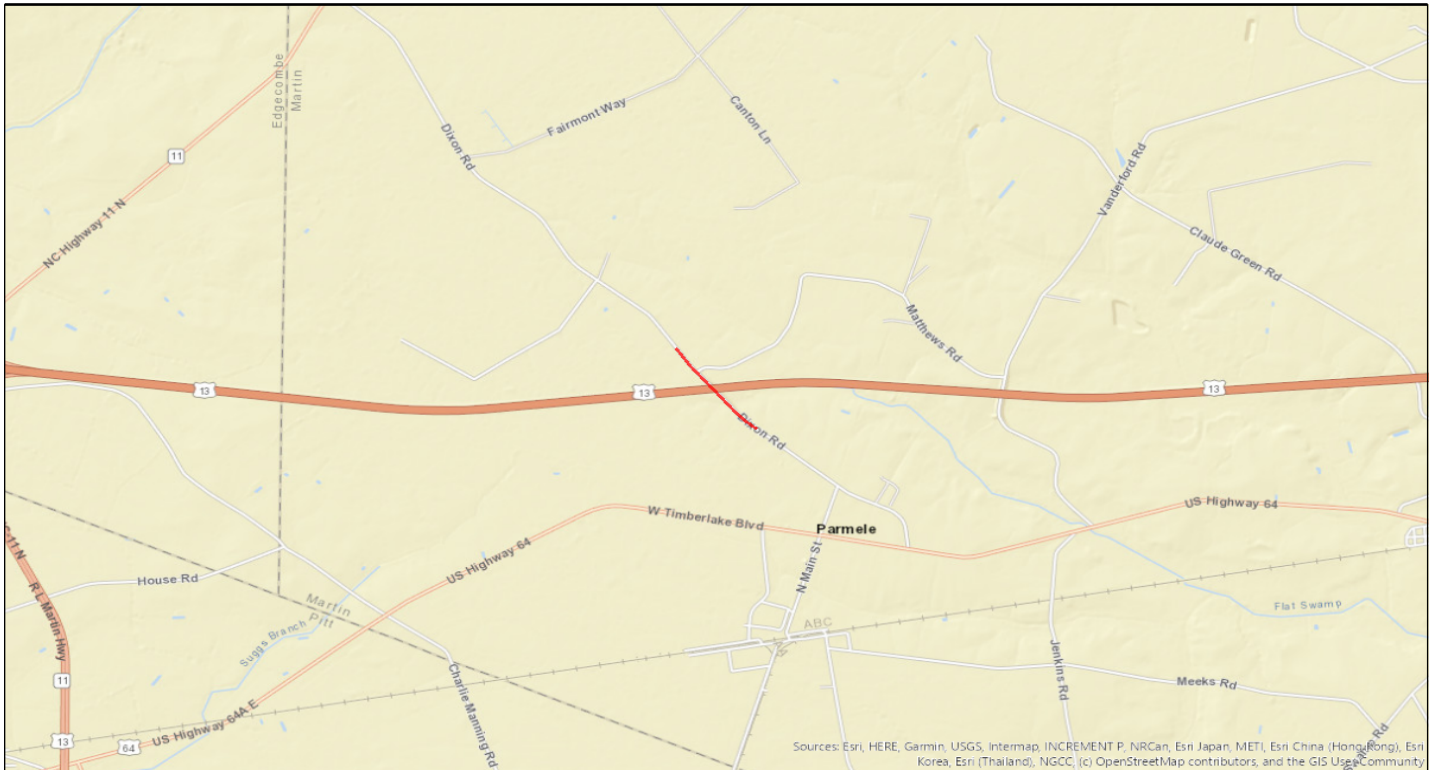 Edgecombe
Martin
Dixon Rd
Fairmont Way
Canton Ln
Vanderford Rd
11
NC Highway 11 N
Claude Green Rd
Matthews Rd
13
13
13
Dixon Rd
W Timberlake Blvd
Parmele
US Highway 64
US Highway 64
N Main St
House Rd
R L Martin Hwy
Martin
Pitt
Suggs Branch
Flat Swamp
ABC
Jenkins Rd
Meeks Rd
Charlie Manning Rd
11
13
64
US Highway 64A E
Sources: Esri, HERE, Garmin, USGS, Intermap, INCREMENT P, NRCan, Esri Japan, METI, Esri China (Hong Kong), Esri
Korea, Esri (Thailand), NGCC, (c) OpenStreetMap contributors, and the GIS User Community